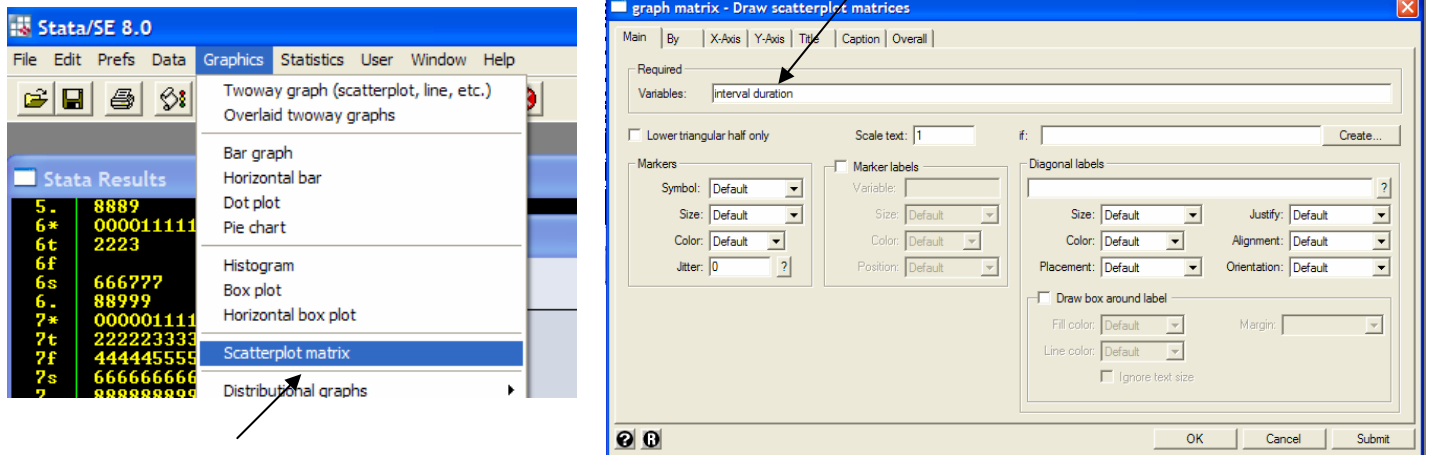 Stata/SE 8.0
File Edit Prefs Data Graphics Statistics User Window Help
Twoway graph (scatterplot, line, etc.)
Overlaid twoway graphs
Bar graph
Horizontal bar
Dot plot
Pie chart
Histogram
Box plot
Horizontal box plot
Scatterplot matrix
Distributional graphs
Stata Results
5. 8889
6* 000011111
6t 2223
6f
6s 666777
6. 88999
7* 000001111
7t 222223333
7f 444445555
7s 666666666
7. 888888899
graph matrix - Draw scatterplot matrices
Main By X-Axis Y-Axis Title Caption Overall
Required
Variables: interval duration
Lower triangular half only Scale text: 1 if: Create...
Markers
Symbol: Default
Size: Default
Color: Default
Jitter: 0 ?
Marker labels
Variable:
Size: Default
Color: Default
Position: Default
Diagonal labels
?
Size: Default Justify: Default
Color: Default Alignment: Default
Placement: Default Orientation: Default
Draw box around label
Fill color: Default Margin:
Line color: Default
Ignore text size
? R OK Cancel Submit